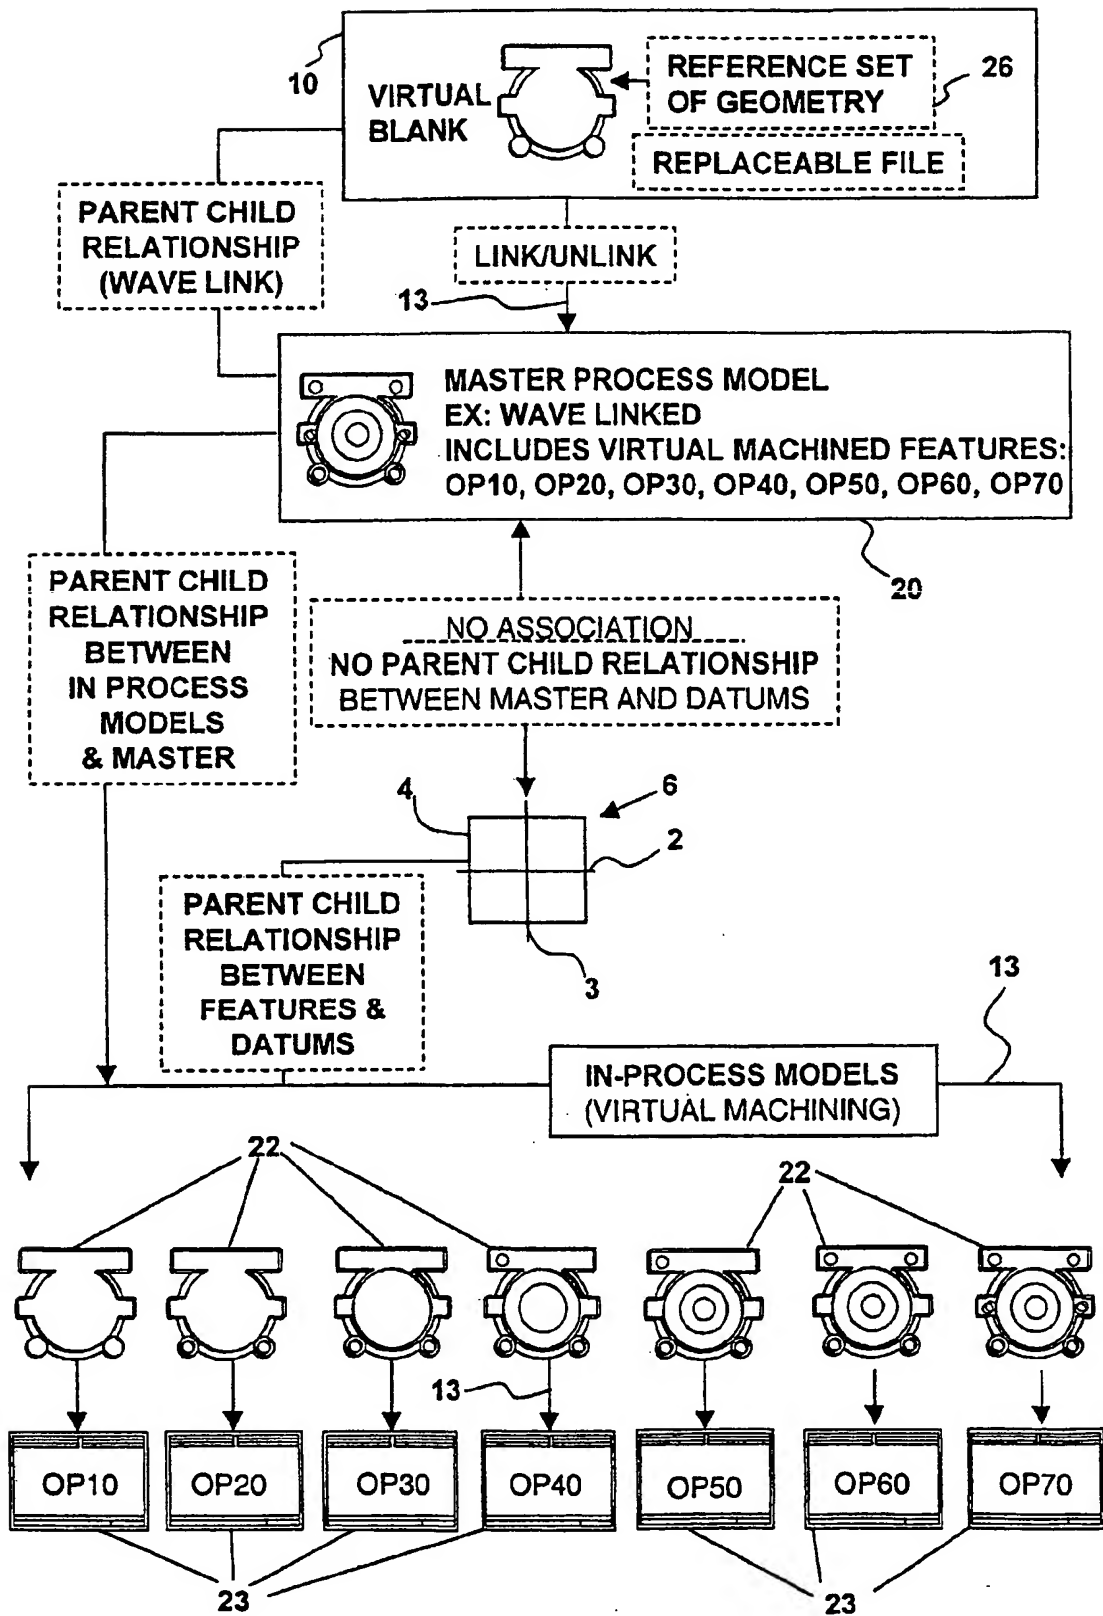 10
VIRTUAL
BLANK
REFERENCE SET
OF GEOMETRY
26
REPLACEABLE FILE
PARENT CHILD
RELATIONSHIP
(WAVE LINK)
LINK/UNLINK
13
MASTER PROCESS MODEL
EX: WAVE LINKED
INCLUDES VIRTUAL MACHINED FEATURES:
OP10, OP20, OP30, OP40, OP50, OP60, OP70
20
PARENT CHILD
RELATIONSHIP
BETWEEN
IN PROCESS
MODELS
& MASTER
NO ASSOCIATION
NO PARENT CHILD RELATIONSHIP
BETWEEN MASTER AND DATUMS
4
6
2
3
PARENT CHILD
RELATIONSHIP
BETWEEN
FEATURES &
DATUMS
13
IN-PROCESS MODELS
(VIRTUAL MACHINING)
22
22
13
OP10
OP20
OP30
OP40
OP50
OP60
OP70
23
23